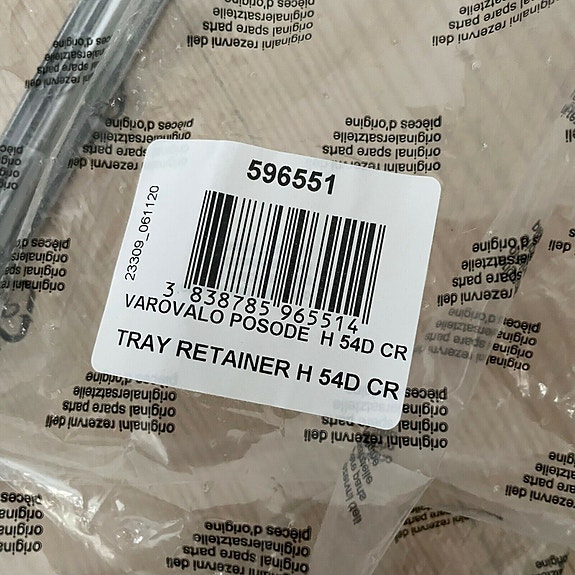 596551
23309_061120
3 838785 965514
VAROVALO POSODE H 54D CR
TRAY RETAINER H 54D CR
originalni rezervni deli
original spare parts
originalersatzteile
pièces d'origine